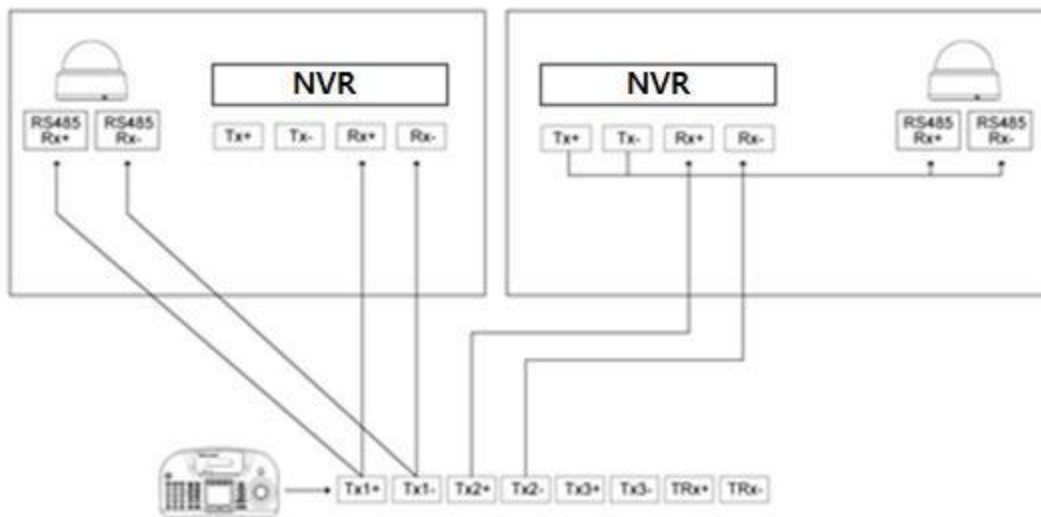 NVR
NVR
RS485
Rx+
RS485
Rx-
Tx+
Tx-
Rx+
Rx-
Tx+
Tx-
Rx+
Rx-
RS485
Rx+
RS485
Rx-
Tx1+
Tx1-
Tx2+
Tx2-
Tx3+
Tx3-
TRx+
TRx-